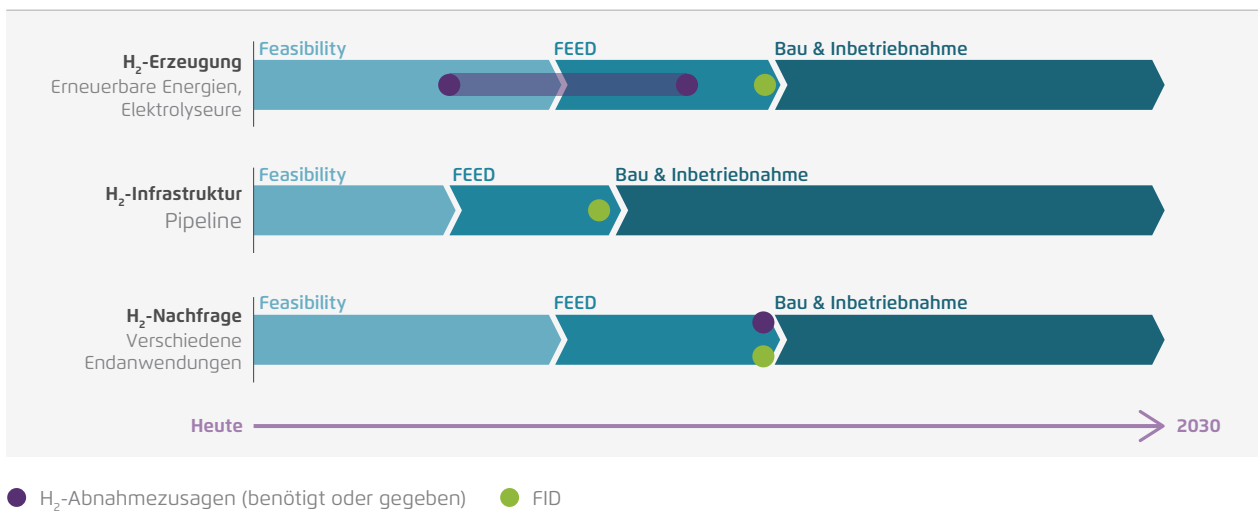 H₂-Erzeugung
Erneuerbare Energien,
Elektrolyseure
Feasibility
FEED
Bau & Inbetriebnahme
H₂-Infrastruktur
Pipeline
Feasibility
FEED
Bau & Inbetriebnahme
H₂-Nachfrage
Verschiedene
Endanwendungen
Feasibility
FEED
Bau & Inbetriebnahme
Heute
2030
H₂-Abnahmezusagen (benötigt oder gegeben)
FID